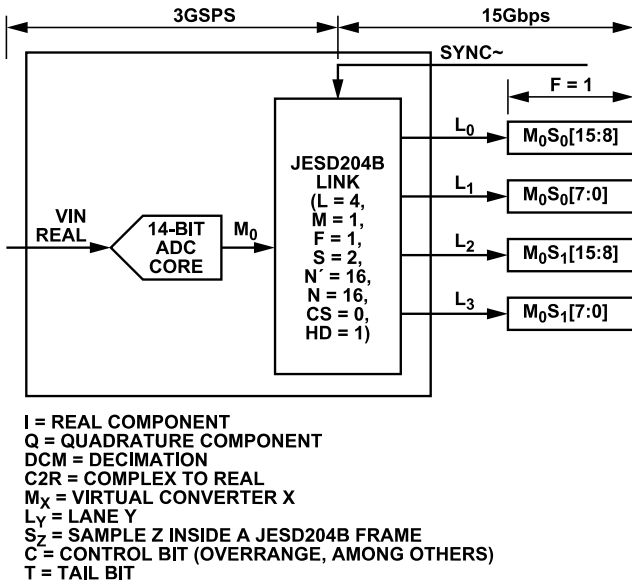 3GSPS
15Gbps
SYNC~
F = 1
L0
M0S0[15:8]
JESD204B
LINK
(L = 4,
M = 1,
F = 1,
S = 2,
N´ = 16,
N = 16,
CS = 0,
HD = 1)
L1
M0S0[7:0]
VIN
REAL
14-BIT
ADC
CORE
M0
L2
M0S1[15:8]
L3
M0S1[7:0]
I = REAL COMPONENT
Q = QUADRATURE COMPONENT
DCM = DECIMATION
C2R = COMPLEX TO REAL
MX = VIRTUAL CONVERTER X
LY = LANE Y
SZ = SAMPLE Z INSIDE A JESD204B FRAME
C = CONTROL BIT (OVERRANGE, AMONG OTHERS)
T = TAIL BIT